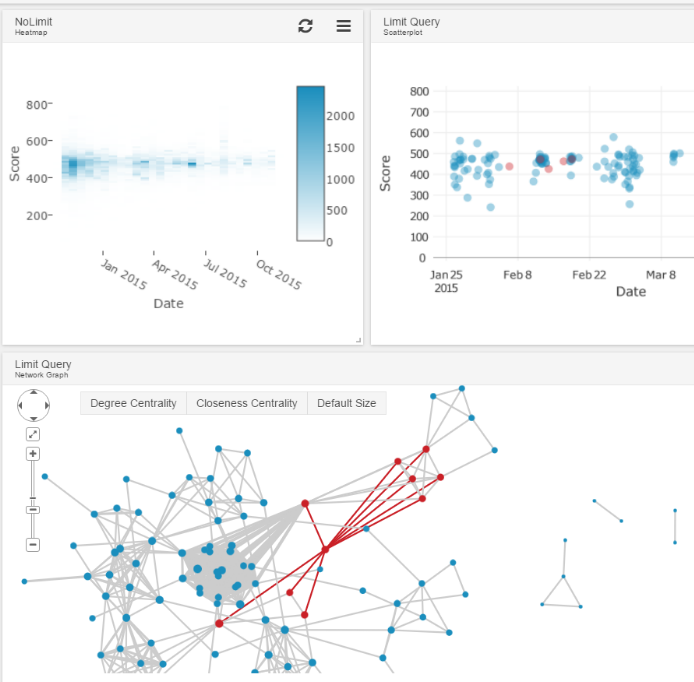 NoLimit
Heatmap
800
600
400
200
Score
Jan 2015
Apr 2015
Jul 2015
Oct 2015
Date
2000
1500
1000
500
0
Limit Query
Scatterplot
800
700
600
500
400
300
200
100
0
Score
Jan 25
2015
Feb 8
Feb 22
Mar 8
Date
Limit Query
Network Graph
Degree Centrality
Closeness Centrality
Default Size